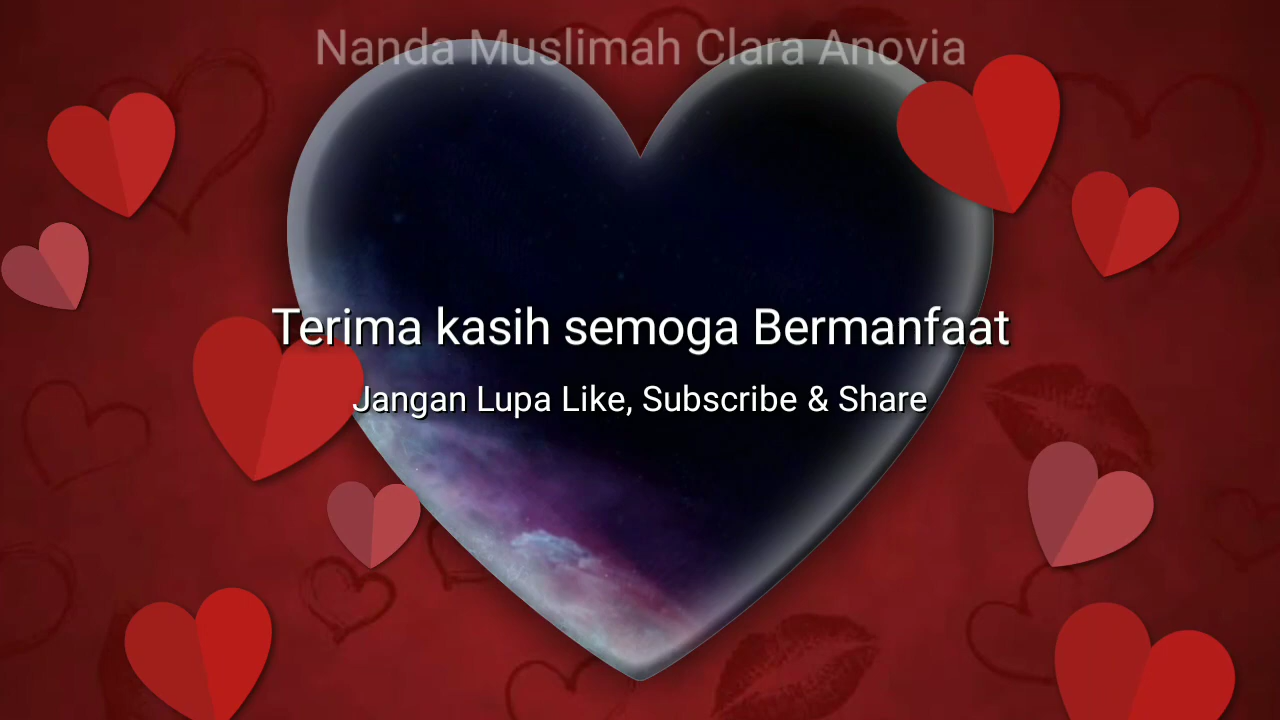 Nanda Muslimah Clara Anovia
Terima kasih semoga Bermanfaat
Jangan Lupa Like, Subscribe & Share